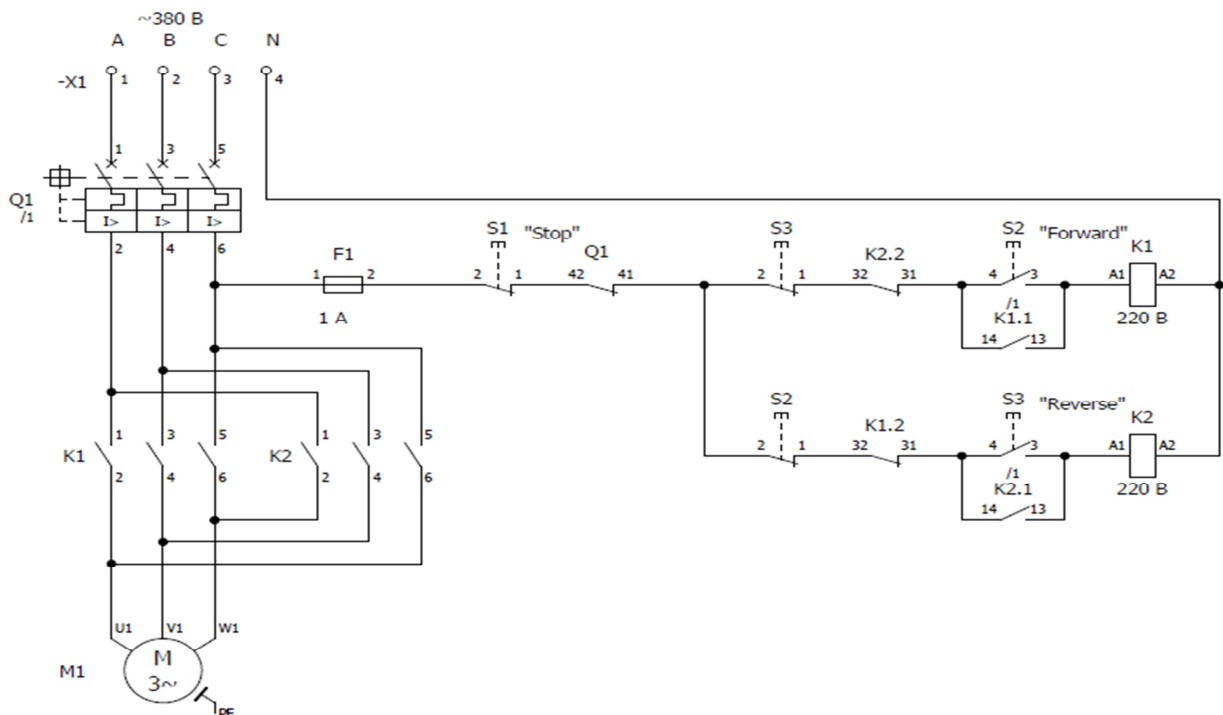 ~380 В
A B C N
-X1 1 2 3 4
1 3 5
Q1
/1
I> I> I>
2 4 6
F1
1 2
1 A
S1 "Stop" Q1
2 1 42 41
S3 K2.2 S2 "Forward" K1
2 1 32 31 4 3 A1 A2
/1
K1.1
14 13
220 В
S2 K1.2 S3 "Reverse" K2
2 1 32 31 4 3 A1 A2
/1
K2.1
14 13
220 В
K1 1 3 5
2 4 6
K2 1 3 5
2 4 6
U1 V1 W1
M1
M
3~
PE